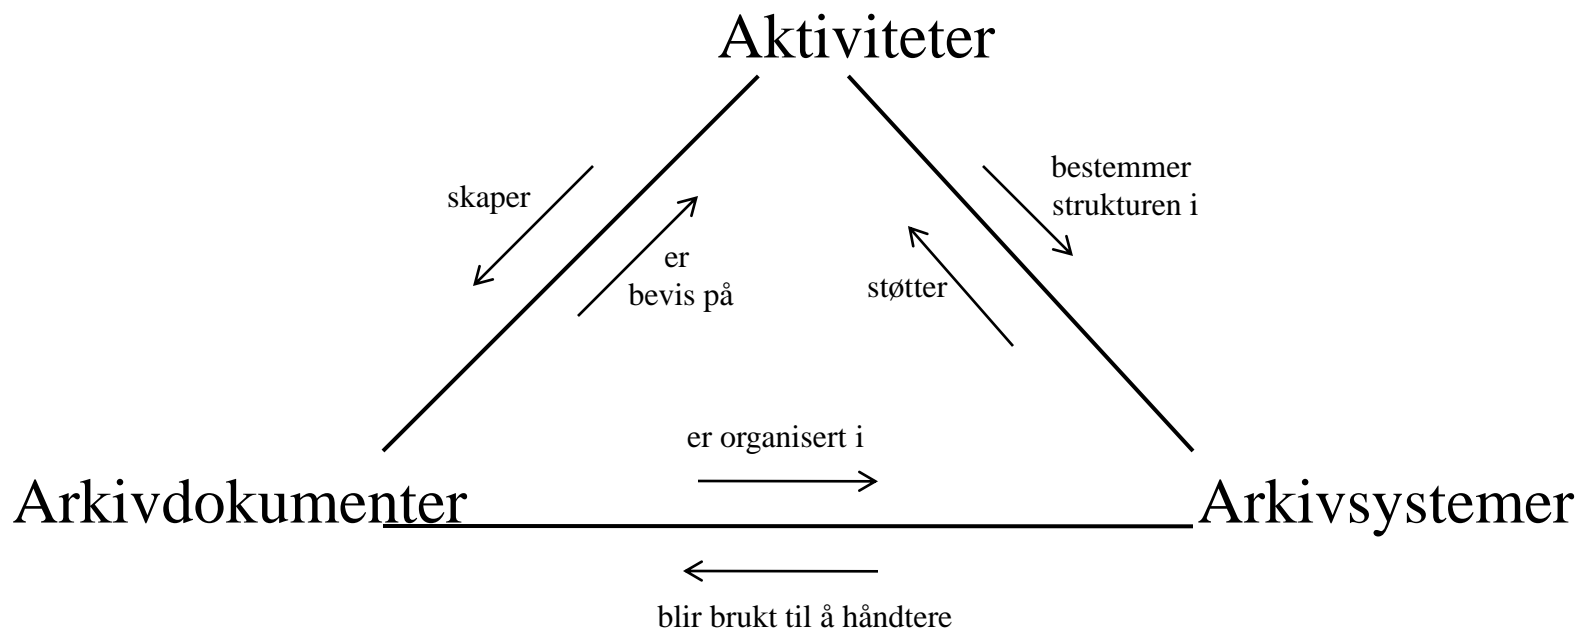 Aktiviteter
bestemmer
strukturen i
skaper
er
bevis på
støtter
er organisert i
Arkivdokumenter
Arkivsystemer
blir brukt til å håndtere